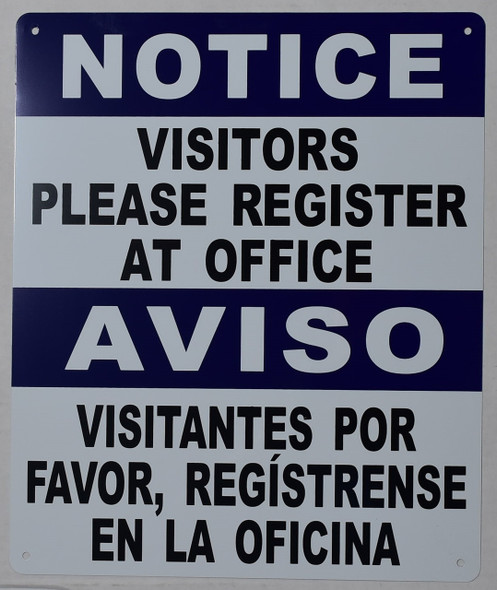 NOTICE
VISITORS
PLEASE REGISTER
AT OFFICE
AVISO
VISITANTES POR
FAVOR, REGÍSTRENSE
EN LA OFICINA